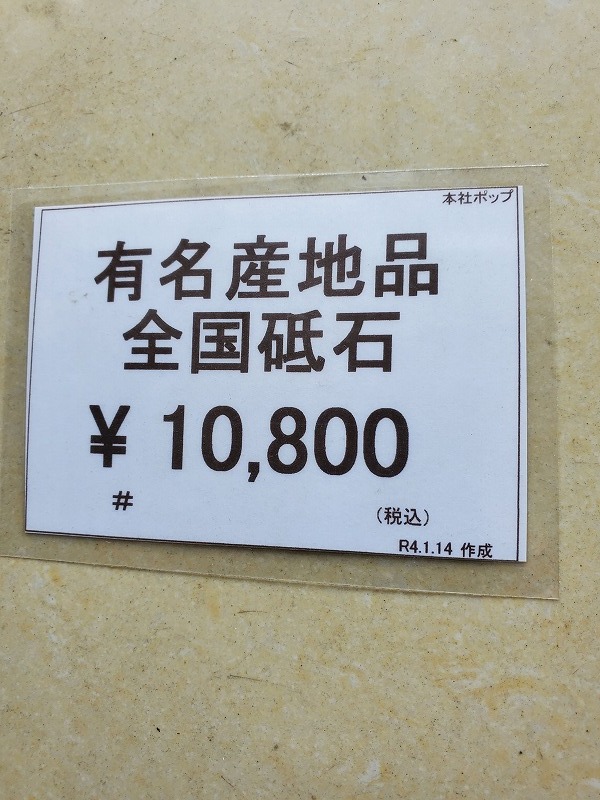 本社ポップ
有名産地品
全国砥石
¥ 10,800
#
（税込）
R4.1.14 作成